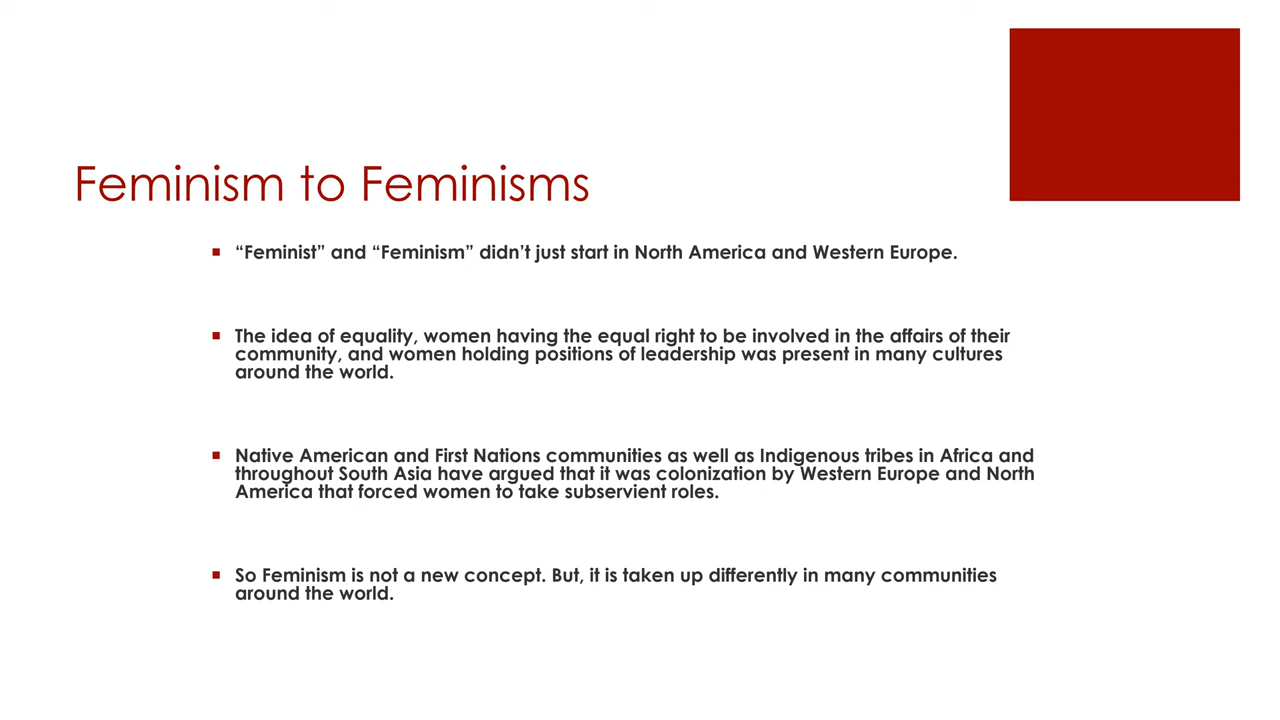 Feminism to Feminisms
“Feminist” and “Feminism” didn’t just start in North America and Western Europe.
The idea of equality, women having the equal right to be involved in the affairs of their
community, and women holding positions of leadership was present in many cultures
around the world.
Native American and First Nations communities as well as Indigenous tribes in Africa and
throughout South Asia have argued that it was colonization by Western Europe and North
America that forced women to take subservient roles.
So Feminism is not a new concept. But, it is taken up differently in many communities
around the world.